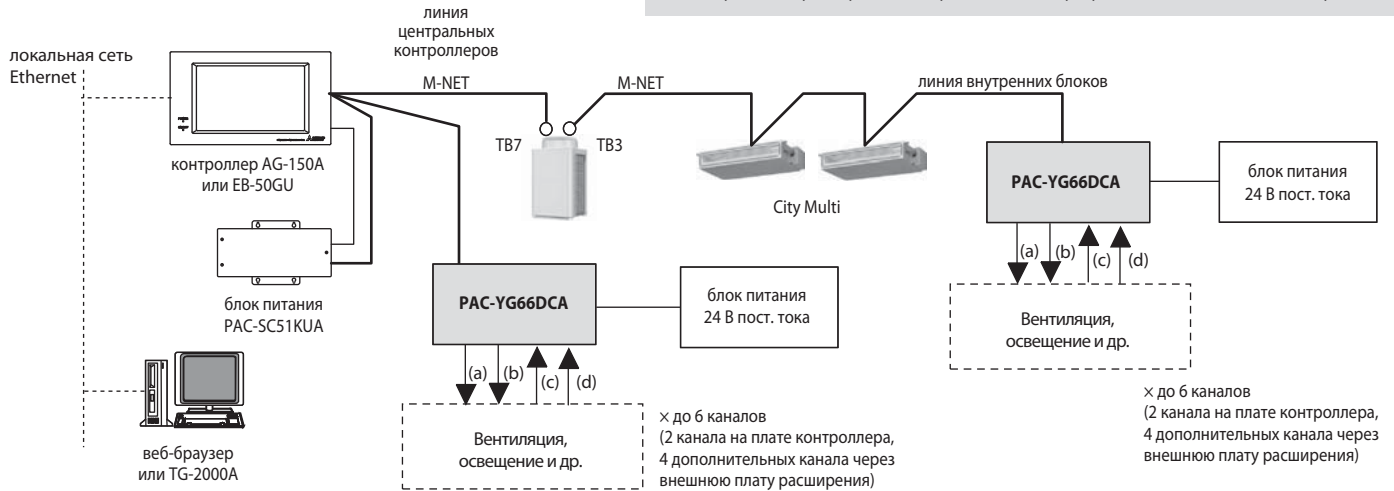 линия
центральных
контроллеров
локальная сеть
Ethernet
M-NET
M-NET
линия внутренних блоков
TB7
TB3
контроллер AG-150A
или EB-50GU
City Multi
PAC-YG66DCA
блок питания
24 В пост. тока
(a)
(b)
(c)
(d)
блок питания
PAC-SC51KUA
PAC-YG66DCA
блок питания
24 В пост. тока
Вентиляция,
освещение и др.
(a)
(b)
(c)
(d)
× до 6 каналов
(2 канала на плате контроллера,
4 дополнительных канала через
внешнюю плату расширения)
веб-браузер
или TG-2000A
Вентиляция,
освещение и др.
× до 6 каналов
(2 канала на плате контроллера,
4 дополнительных канала через
внешнюю плату расширения)